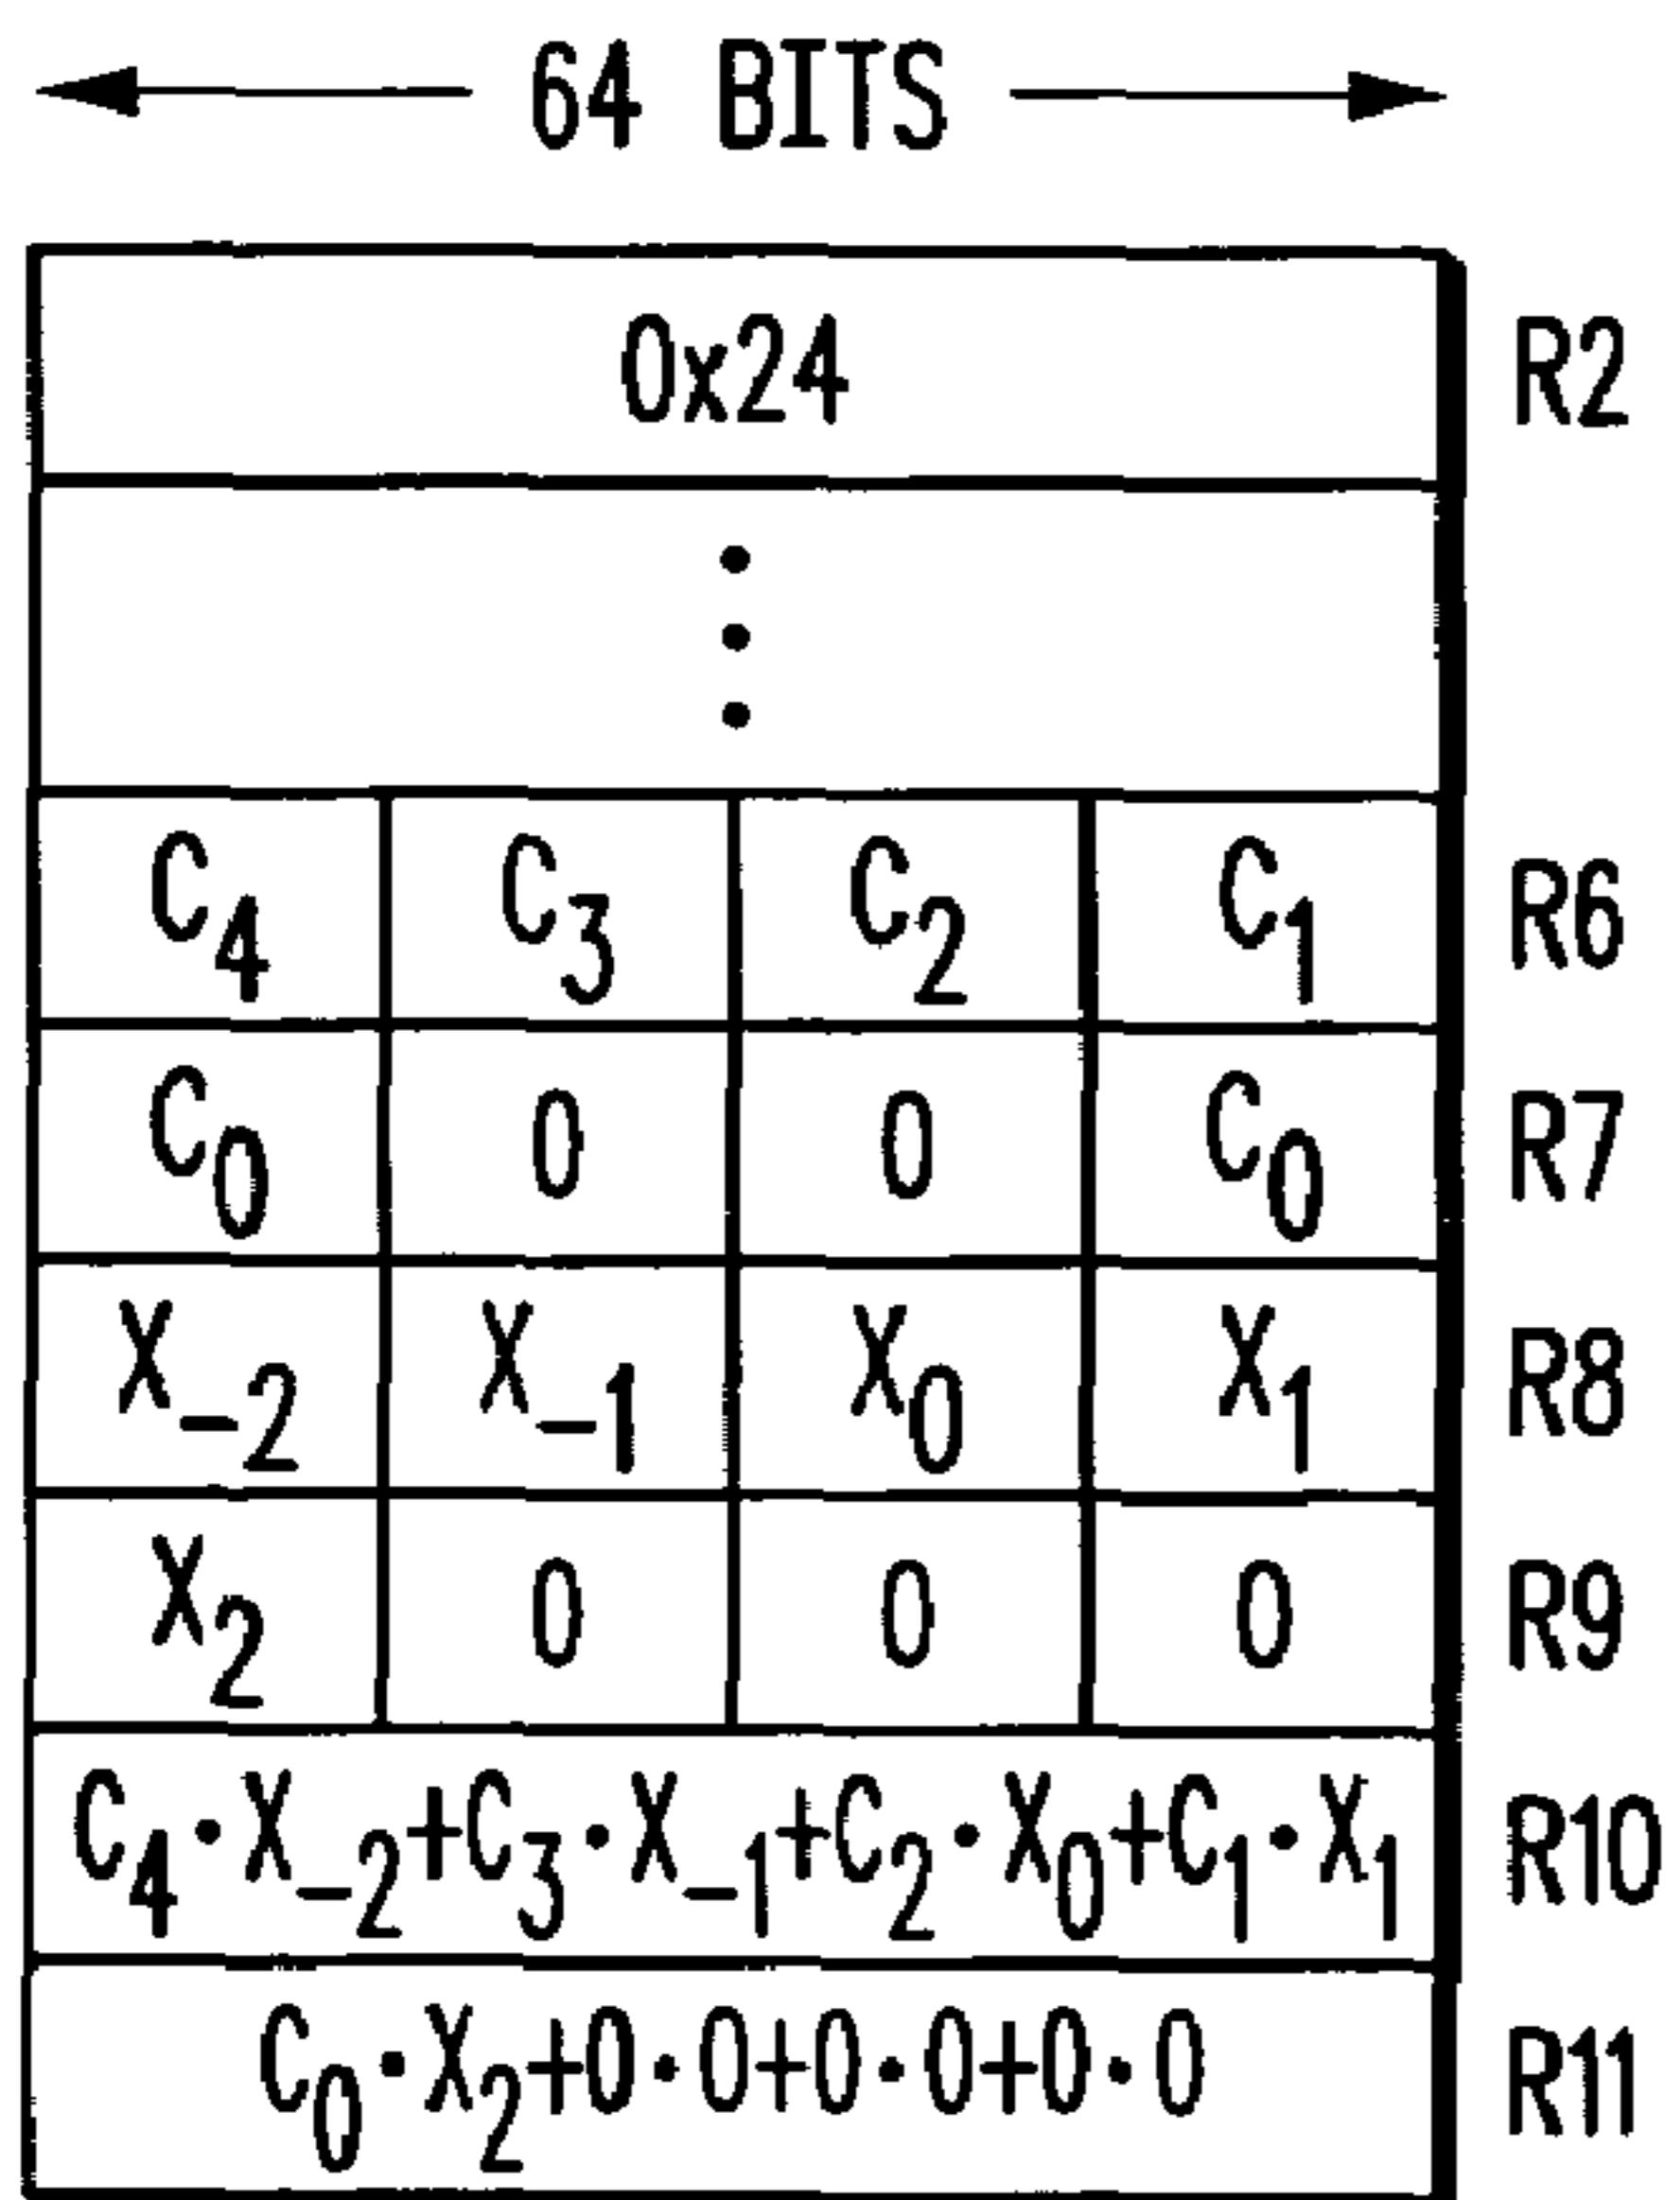 64 BITS
0x24 R2
C4 C3 C2 C1 R6
C0 0 0 C0 R7
X-2 X-1 X0 X1 R8
X2 0 0 0 R9
C4·X-2+C3·X-1+C2·X0+C1·X1 R10
C0·X2+0·0+0·0+0·0 R11